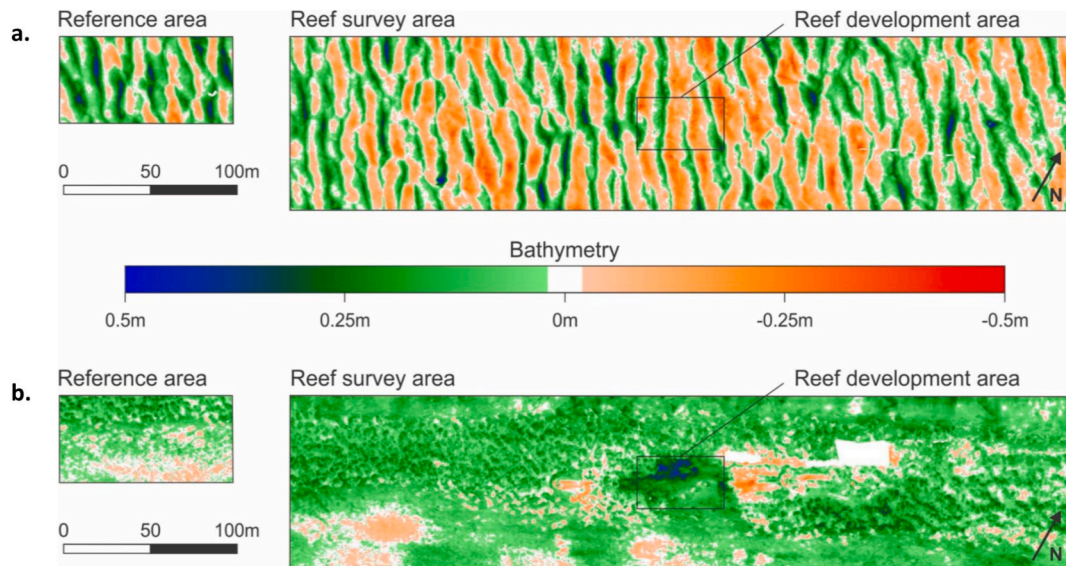 a.
Reference area
Reef survey area
Reef development area
0 50 100m
N
Bathymetry
0.5m 0.25m 0m -0.25m -0.5m
b.
Reference area
Reef survey area
Reef development area
0 50 100m
N